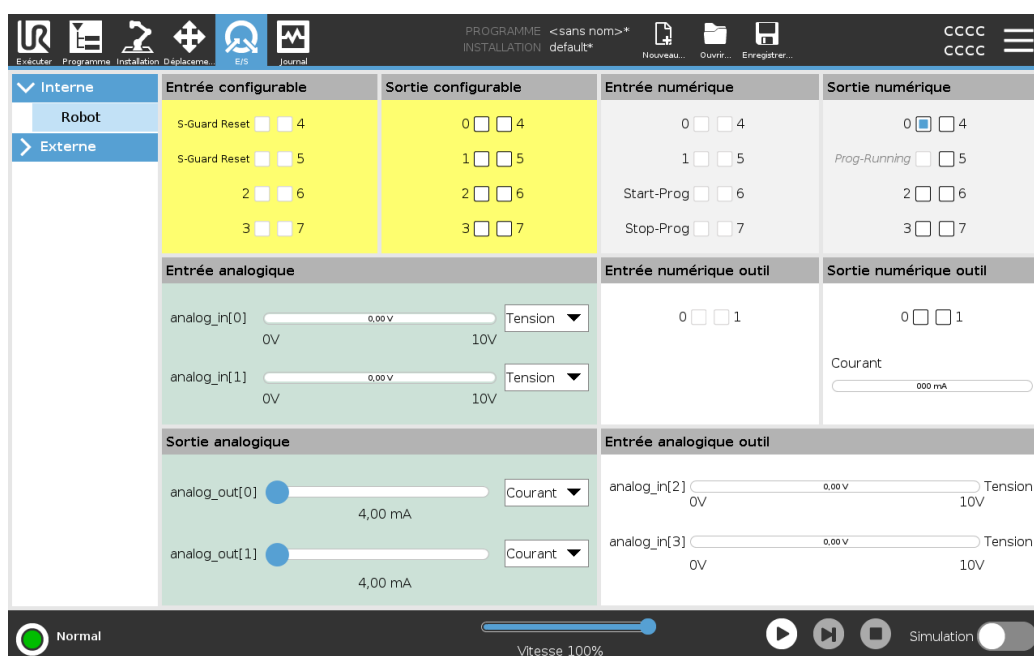 PROGRAMME <sans nom>*
INSTALLATION default*
CCCC
CCCC
UR
Exécuter Programme Installation Déplaceme... E/S Journal Nouveau... Ouvrir... Enregistrer...
Interne
Robot
Externe
Entrée configurable Sortie configurable Entrée numérique Sortie numérique
S-Guard Reset 4 0 4 0 4 0 4
S-Guard Reset 5 1 5 1 5 Prog-Running 5
2 6 2 6 Start-Prog 6 2 6
3 7 3 7 Stop-Prog 7 3 7
Entrée analogique Entrée numérique outil Sortie numérique outil
analog_in[0] 0,00 V Tension 0 1 0 1
0V 10V
Courant
analog_in[1] 0,00 V Tension 000 mA
0V 10V
Sortie analogique Entrée analogique outil
analog_out[0] Courant analog_in[2] 0,00 V Tension
4,00 mA 0V 10V
analog_out[1] Courant analog_in[3] 0,00 V Tension
4,00 mA 0V 10V
Normal Vitesse 100% Simulation